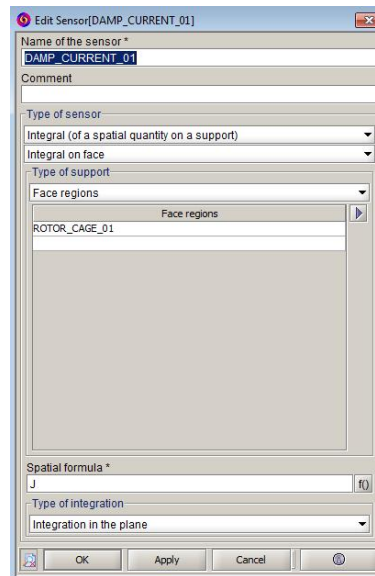 Edit Sensor[DAMP_CURRENT_01]
Name of the sensor *
DAMP_CURRENT_01
Comment
Type of sensor
Integral (of a spatial quantity on a support)
Integral on face
Type of support
Face regions
Face regions
ROTOR_CAGE_01
Spatial formula *
J
f()
Type of integration
Integration in the plane
OK Apply Cancel